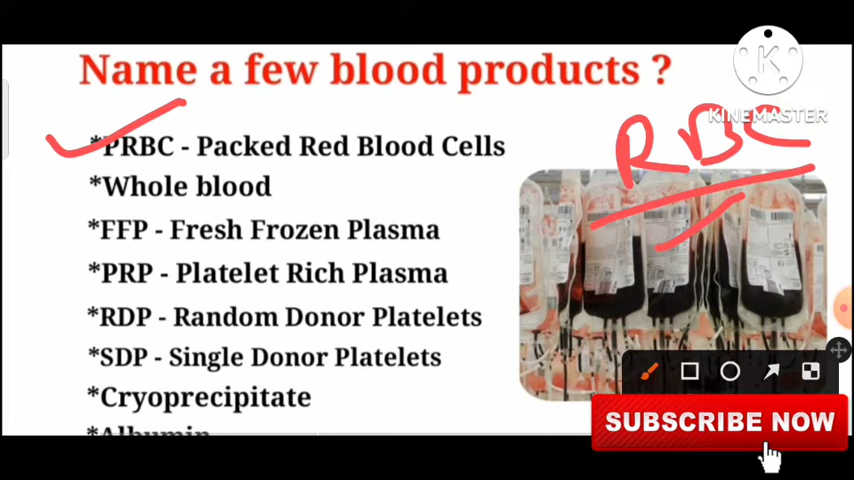 Name a few blood products ?
KINEMASTER
RBC
*PRBC - Packed Red Blood Cells
*Whole blood
*FFP - Fresh Frozen Plasma
*PRP - Platelet Rich Plasma
*RDP - Random Donor Platelets
*SDP - Single Donor Platelets
*Cryoprecipitate
*Albumin
SUBSCRIBE NOW